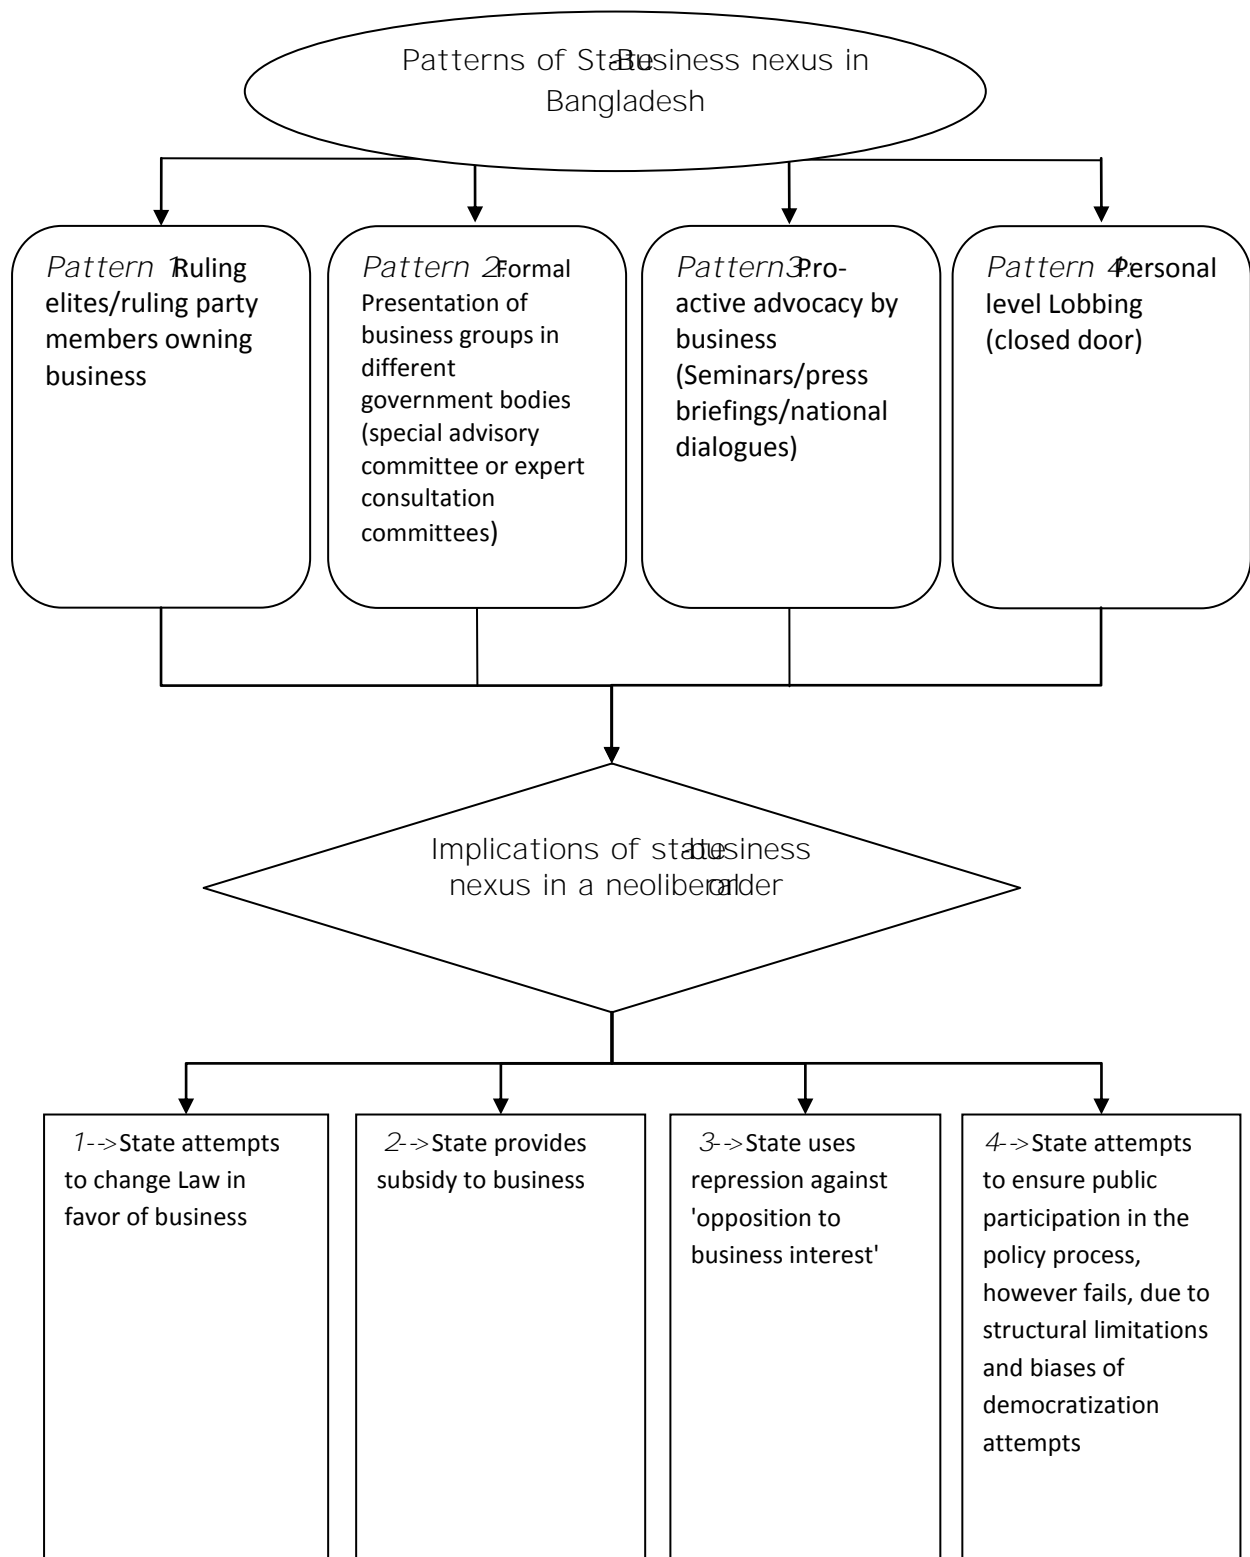 Patterns of State-Business nexus in
Bangladesh
Pattern 1: Ruling
elites/ruling party
members owning
business
Pattern 2: Formal
Presentation of
business groups in
different
government bodies
(special advisory
committee or expert
consultation
committees)
Pattern3: Pro-
active advocacy by
business
(Seminars/press
briefings/national
dialogues)
Pattern 4: Personal
level Lobbing
(closed door)
Implications of state-business
nexus in a neoliberal order
1-->State attempts
to change Law in
favor of business
2-->State provides
subsidy to business
3-->State uses
repression against
'opposition to
business interest'
4-->State attempts
to ensure public
participation in the
policy process,
however fails, due to
structural limitations
and biases of
democratization
attempts